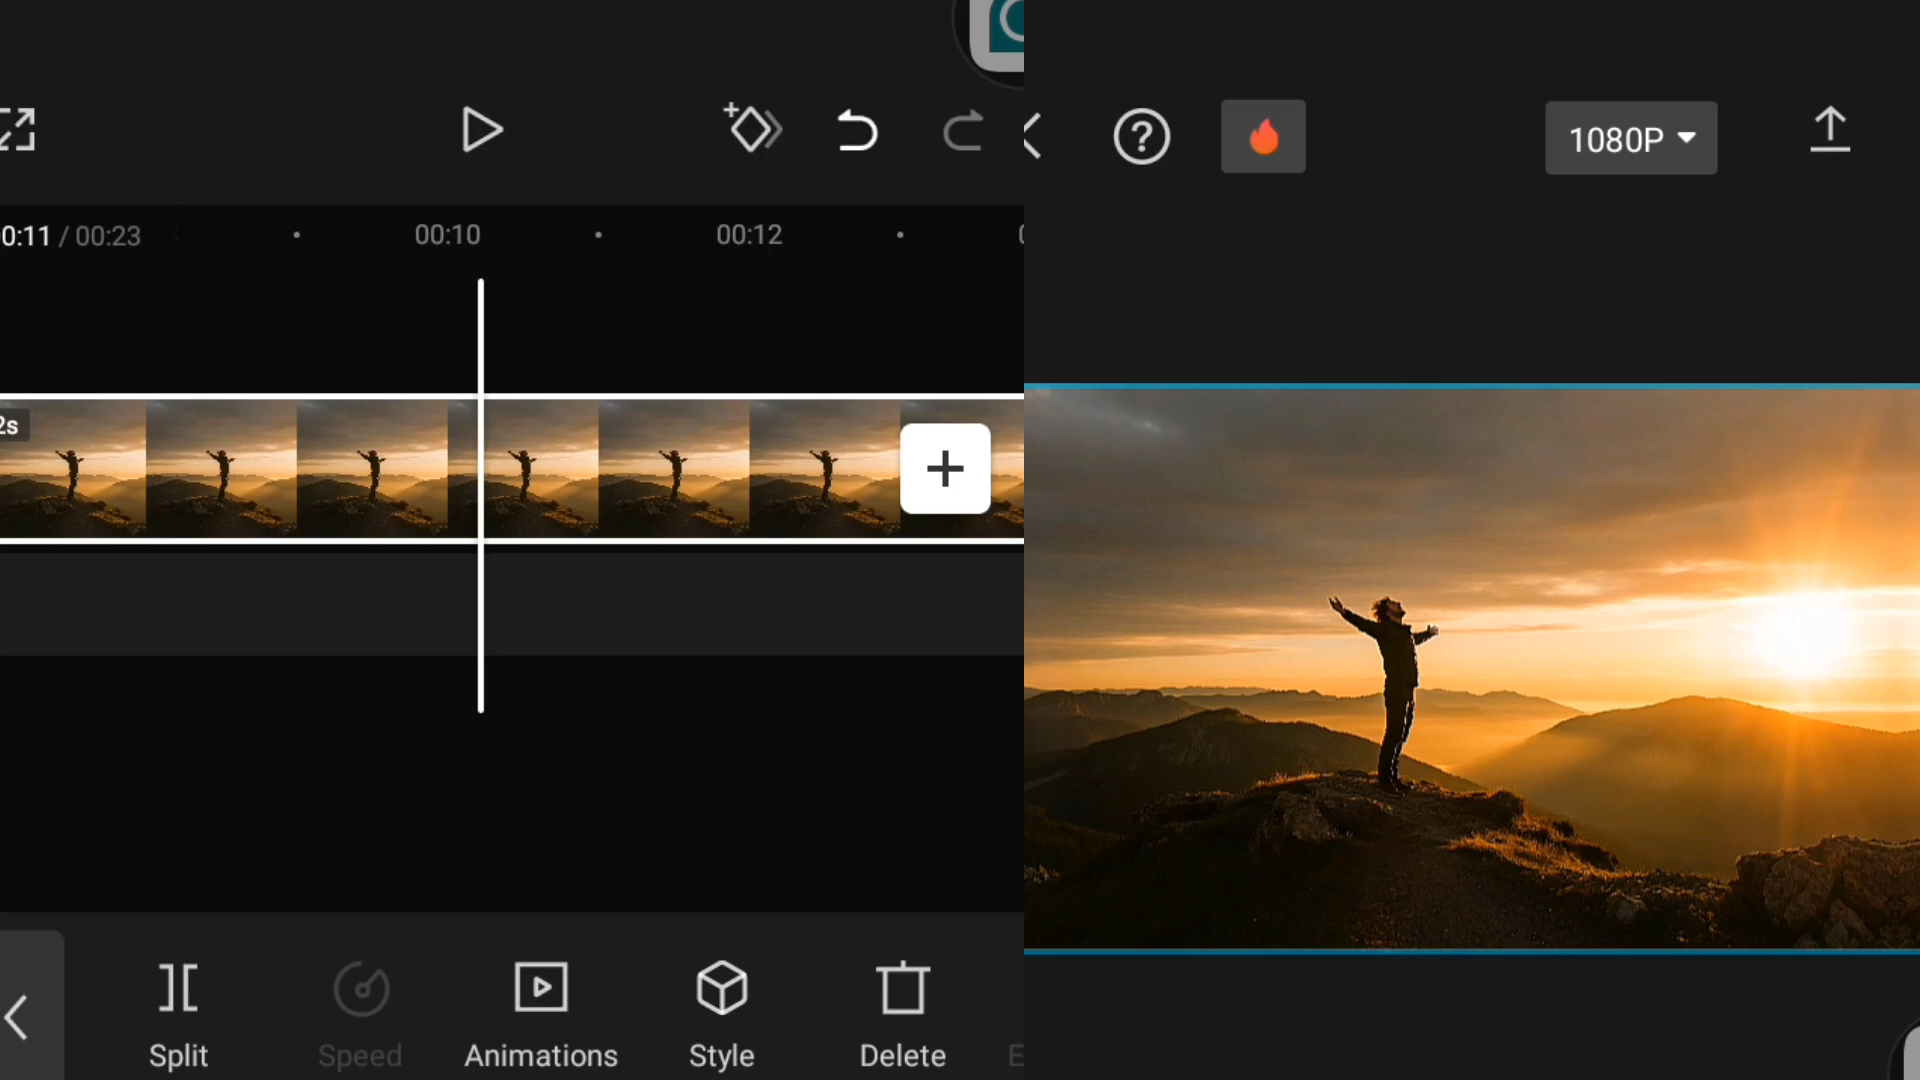 1080P
0:11 / 00:23
00:10
00:12
2s
Split
Speed
Animations
Style
Delete